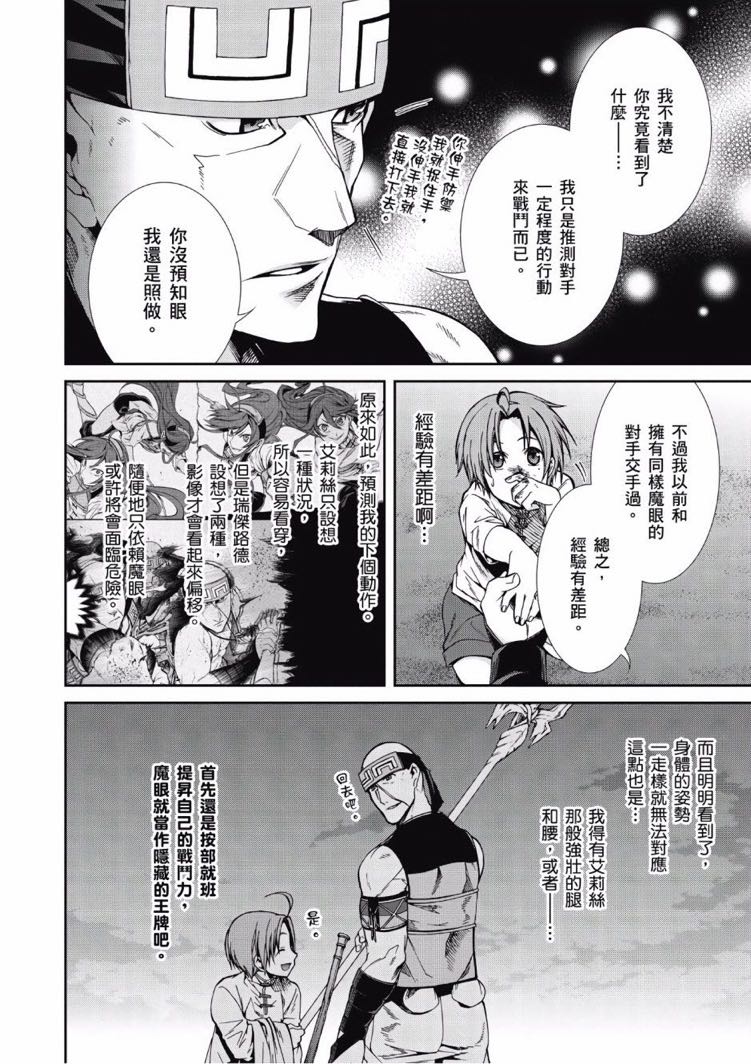 我不清楚
你究竟看到了
什麼——…
我只是推測對手
一定程度的行動
來戰鬥而已。
你伸手防禦
我就捉住手，
沒伸手我就
直接打下去。
你沒預知眼
我還是照做。
不過我以前和
擁有同樣魔眼的
對手交手過。
總之，
經驗有差距。
經驗有差距啊…
原來如此，預測我的下個動作。
艾莉絲只設想
一種狀況，
所以容易看穿，
但是瑞傑路德
設想了兩種，
影像才會看起來偏移。
隨便地只依賴魔眼
或許將會面臨危險。
而且明明看到了，
身體的姿勢
一走樣就無法對應
這點也是…
我得有艾莉絲
那般強壯的腿
和腰，或者——
回去吧。
是。
首先還是按部就班
提昇自己的戰鬥力，
魔眼就當作隱藏的王牌吧。